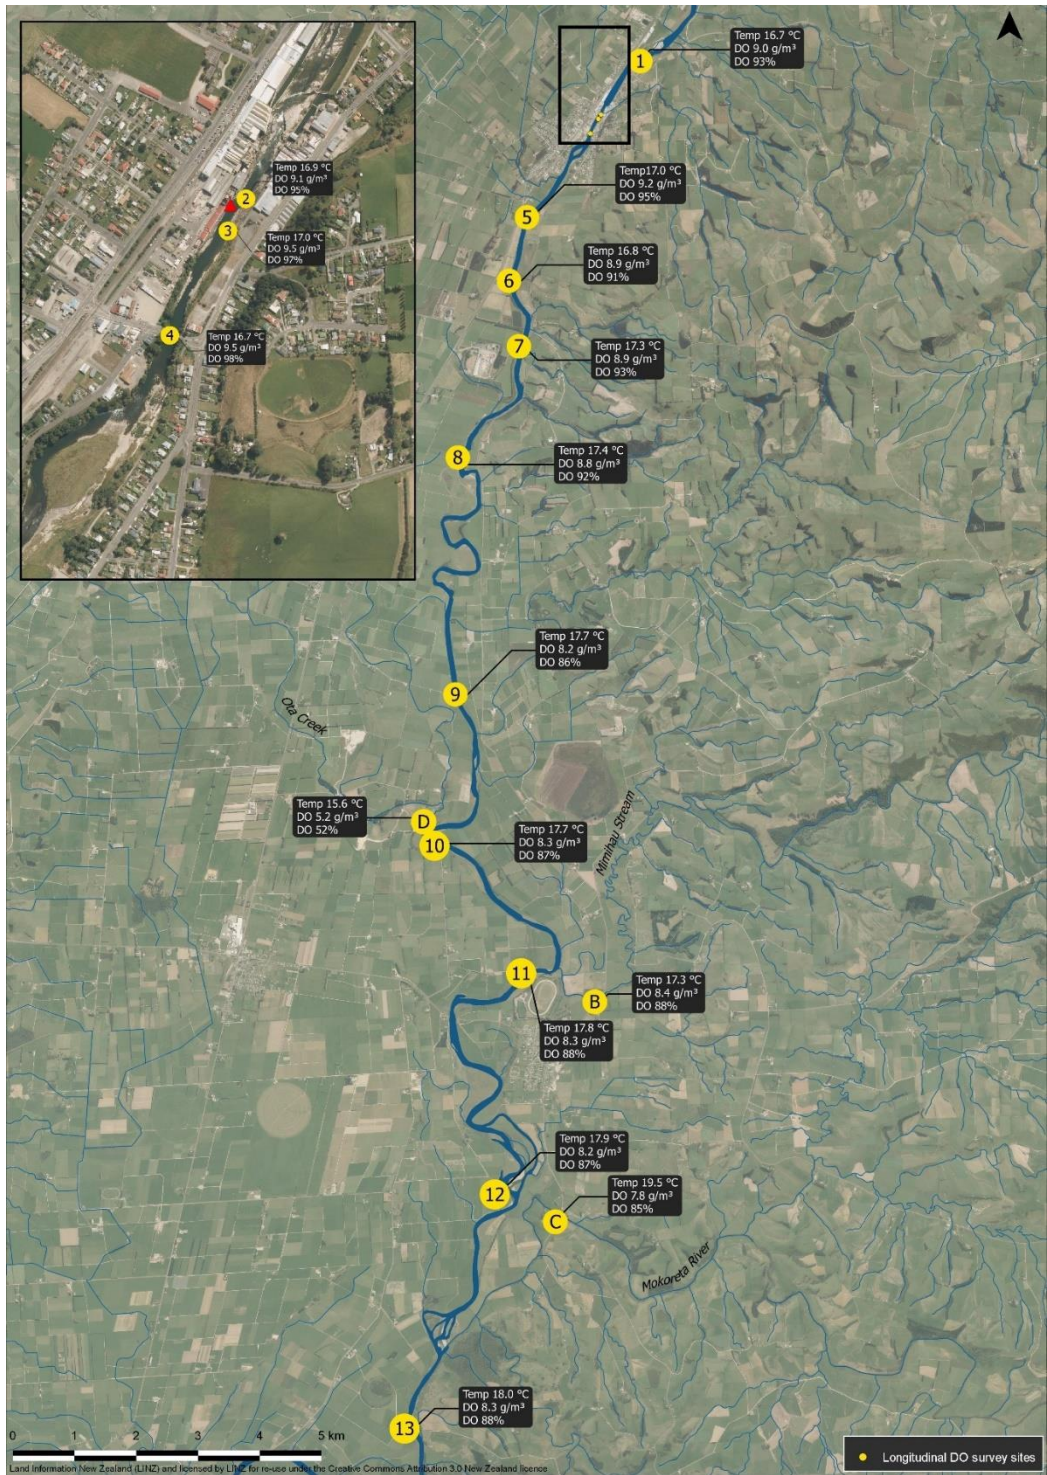 Temp 16.7 °C
DO 9.0 g/m³
DO 93%
1
Temp 16.9 °C
DO 9.1 g/m³
DO 95%
2
3
Temp 17.0 °C
DO 9.5 g/m³
DO 97%
4
Temp 16.7 °C
DO 9.5 g/m³
DO 98%
Temp17.0 °C
DO 9.2 g/m³
DO 95%
5
Temp 16.8 °C
DO 8.9 g/m³
DO 91%
6
7
Temp 17.3 °C
DO 8.9 g/m³
DO 93%
8
Temp 17.4 °C
DO 8.8 g/m³
DO 92%
Temp 17.7 °C
DO 8.2 g/m³
DO 86%
9
Ota Creek
Temp 15.6 °C
DO 5.2 g/m³
DO 52%
D
10
Temp 17.7 °C
DO 8.3 g/m³
DO 87%
Mimihau Stream
11
B
Temp 17.3 °C
DO 8.4 g/m³
DO 88%
Temp 17.8 °C
DO 8.3 g/m³
DO 88%
Temp 17.9 °C
DO 8.2 g/m³
DO 87%
12
Temp 19.5 °C
DO 7.8 g/m³
DO 85%
C
Mokoreta River
Temp 18.0 °C
DO 8.3 g/m³
DO 88%
13
0 1 2 3 4 5 km
Land Information New Zealand (LINZ) and licensed by LINZ for re-use under the Creative Commons Attribution 3.0 New Zealand licence
Longitudinal DO survey sites